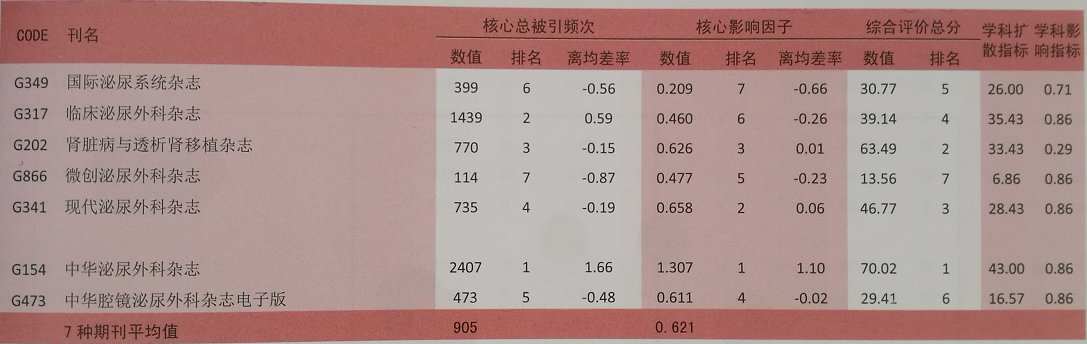 CODE 刊名 核心总被引频次 核心影响因子 综合评价总分 学科扩散指标 学科影响指标
数值 排名 离均差率 数值 排名 离均差率 数值 排名
G349 国际泌尿系统杂志 399 6 -0.56 0.209 7 -0.66 30.77 5 26.00 0.71
G317 临床泌尿外科杂志 1439 2 0.59 0.460 6 -0.26 39.14 4 35.43 0.86
G202 肾脏病与透析肾移植杂志 770 3 -0.15 0.626 3 0.01 63.49 2 33.43 0.29
G866 微创泌尿外科杂志 114 7 -0.87 0.477 5 -0.23 13.56 7 6.86 0.86
G341 现代泌尿外科杂志 735 4 -0.19 0.658 2 0.06 46.77 3 28.43 0.86
G154 中华泌尿外科杂志 2407 1 1.66 1.307 1 1.10 70.02 1 43.00 0.86
G473 中华腔镜泌尿外科杂志电子版 473 5 -0.48 0.611 4 -0.02 29.41 6 16.57 0.86
7 种期刊平均值 905 0.621